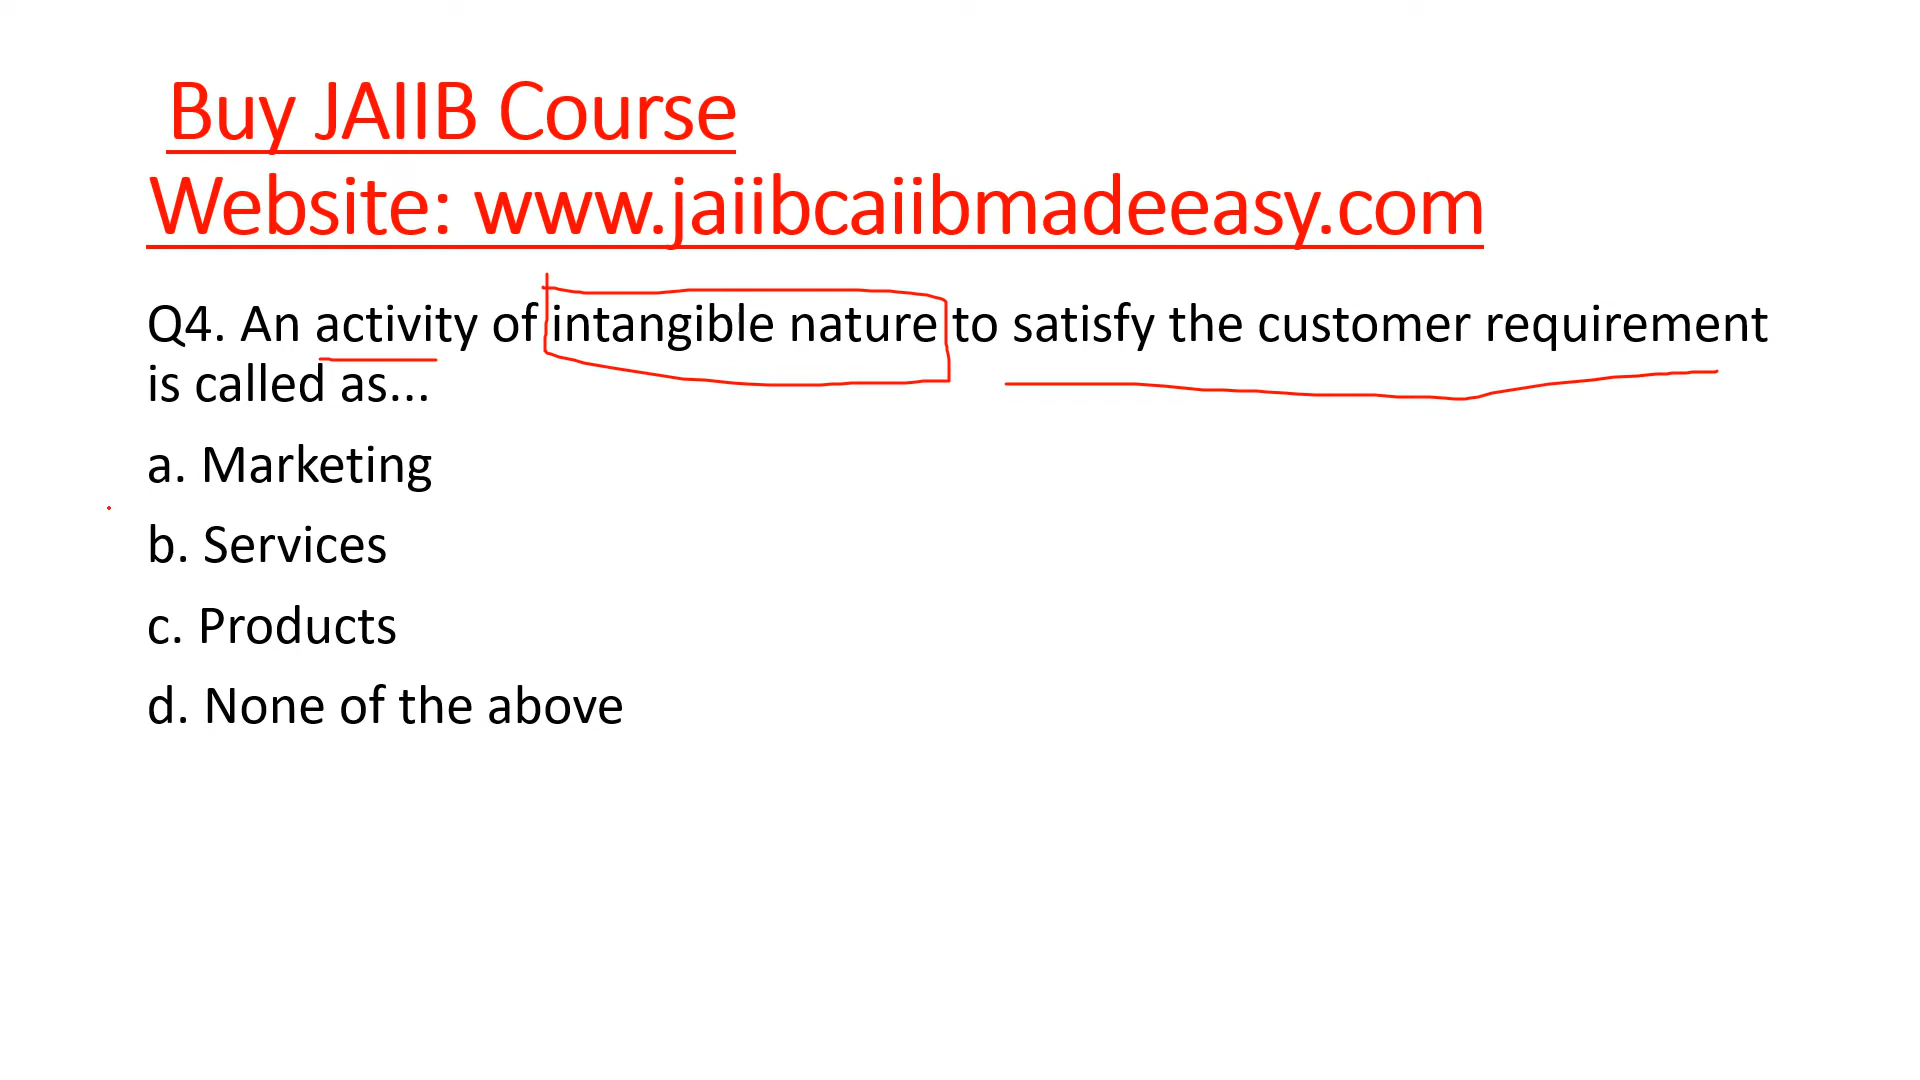 Buy JAIIB Course
Website: www.jaiibcaiibmadeeasy.com
Q4. An activity of intangible nature to satisfy the customer requirement
is called as...
a. Marketing
b. Services
c. Products
d. None of the above